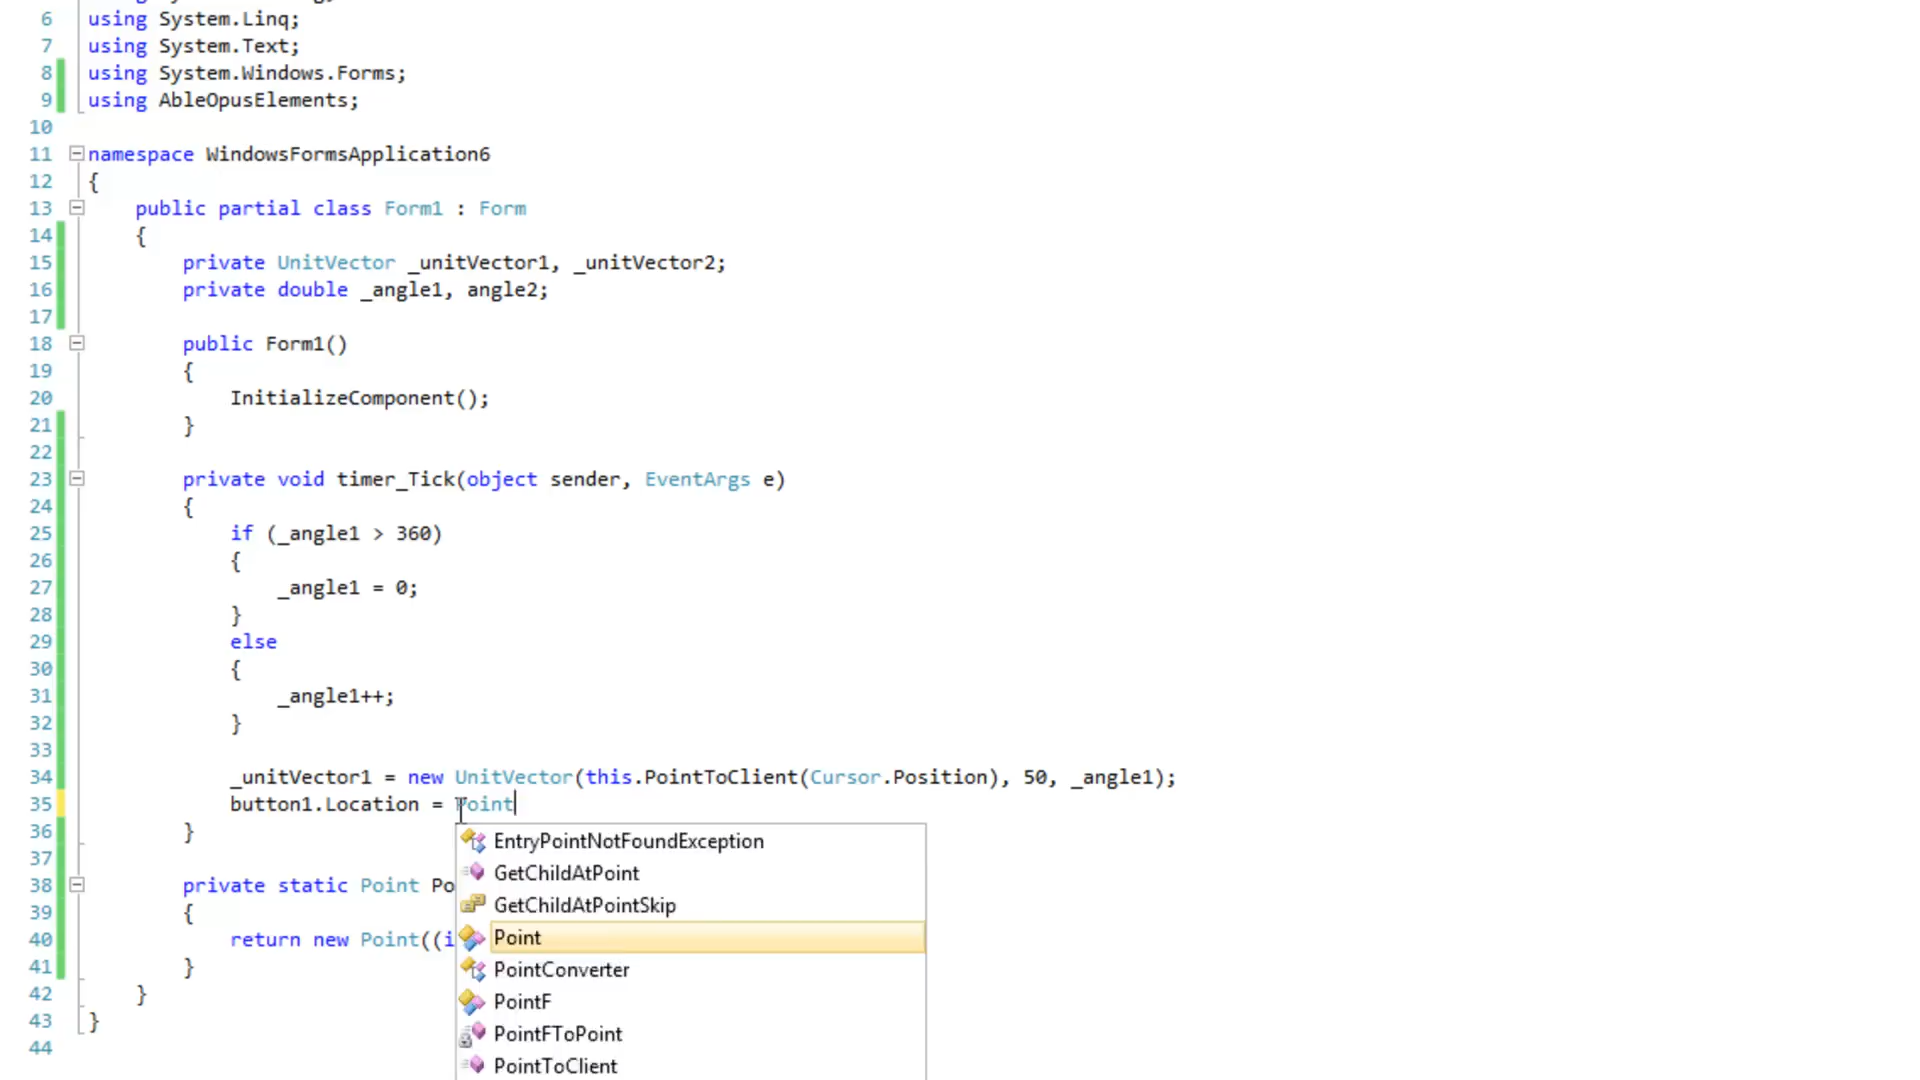 6 using System.Linq;
7 using System.Text;
8 using System.Windows.Forms;
9 using AbleOpusElements;
10
11 namespace WindowsFormsApplication6
12 {
13 public partial class Form1 : Form
14 {
15 private UnitVector _unitVector1, _unitVector2;
16 private double _angle1, angle2;
17
18 public Form1()
19 {
20 InitializeComponent();
21 }
22
23 private void timer_Tick(object sender, EventArgs e)
24 {
25 if (_angle1 > 360)
26 {
27 _angle1 = 0;
28 }
29 else
30 {
31 _angle1++;
32 }
33
34 _unitVector1 = new UnitVector(this.PointToClient(Cursor.Position), 50, _angle1);
35 button1.Location = Point
36 }
37
38 private static Point Po
39 {
40 return new Point((i
41 }
42 }
43 }
44
EntryPointNotFoundException
GetChildAtPoint
GetChildAtPointSkip
Point
PointConverter
PointF
PointFToPoint
PointToClient